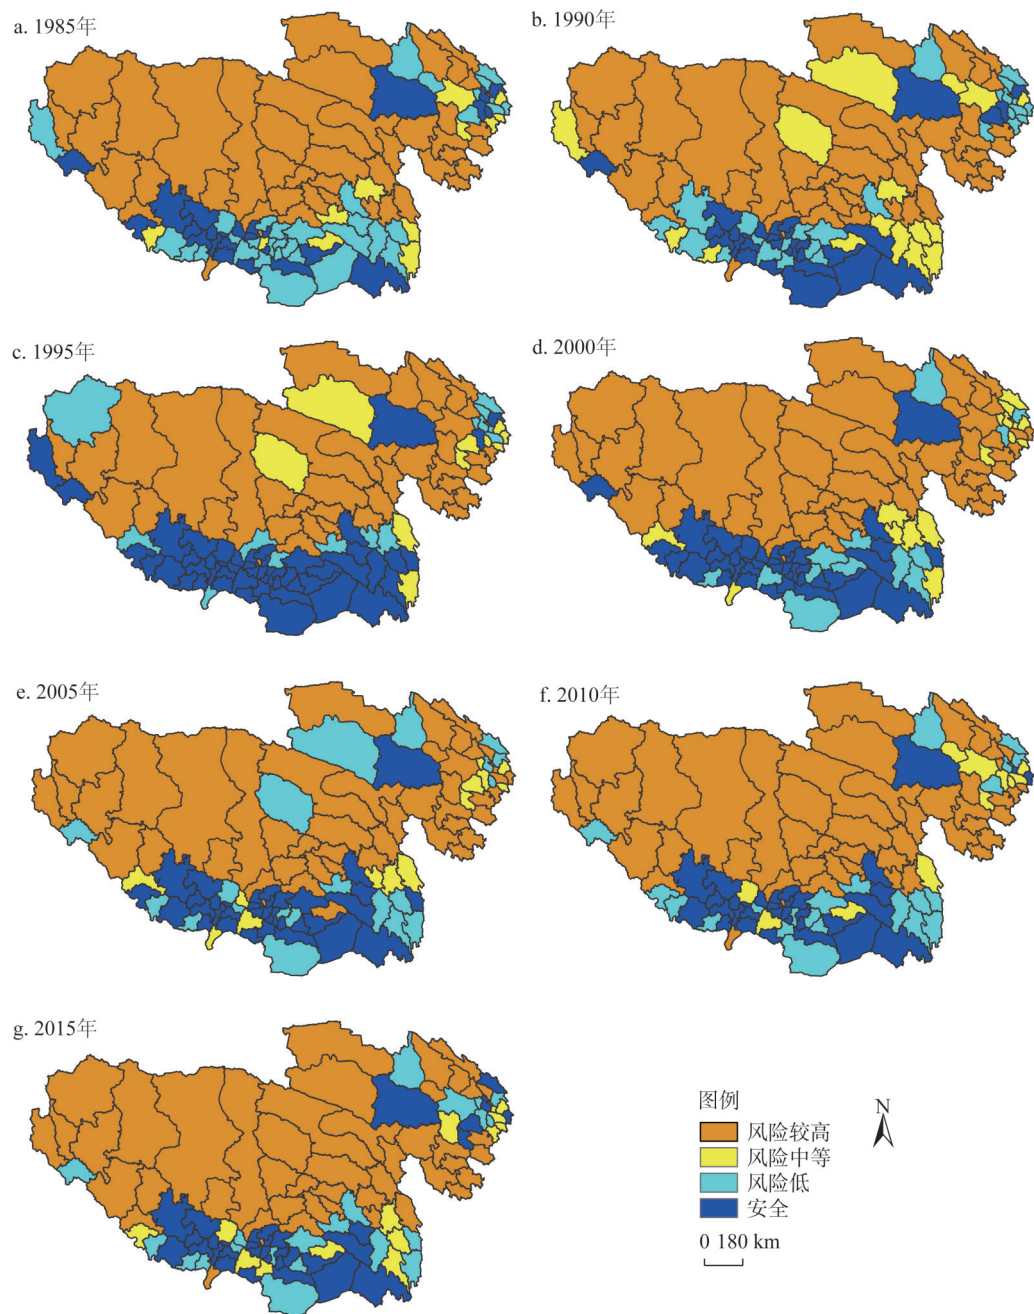 a. 1985年
b. 1990年
c. 1995年
d. 2000年
e. 2005年
f. 2010年
g. 2015年
图例
风险较高
风险中等
风险低
安全
0 180 km
N